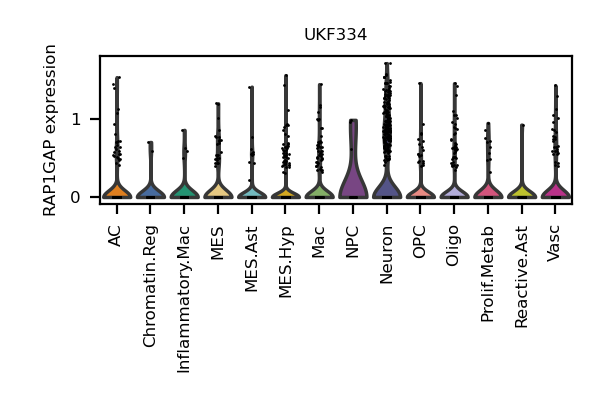 UKF334
RAP1GAP expression
1
0
AC
Chromatin.Reg
Inflammatory.Mac
MES
MES.Ast
MES.Hyp
Mac
NPC
Neuron
OPC
Oligo
Prolif.Metab
Reactive.Ast
Vasc